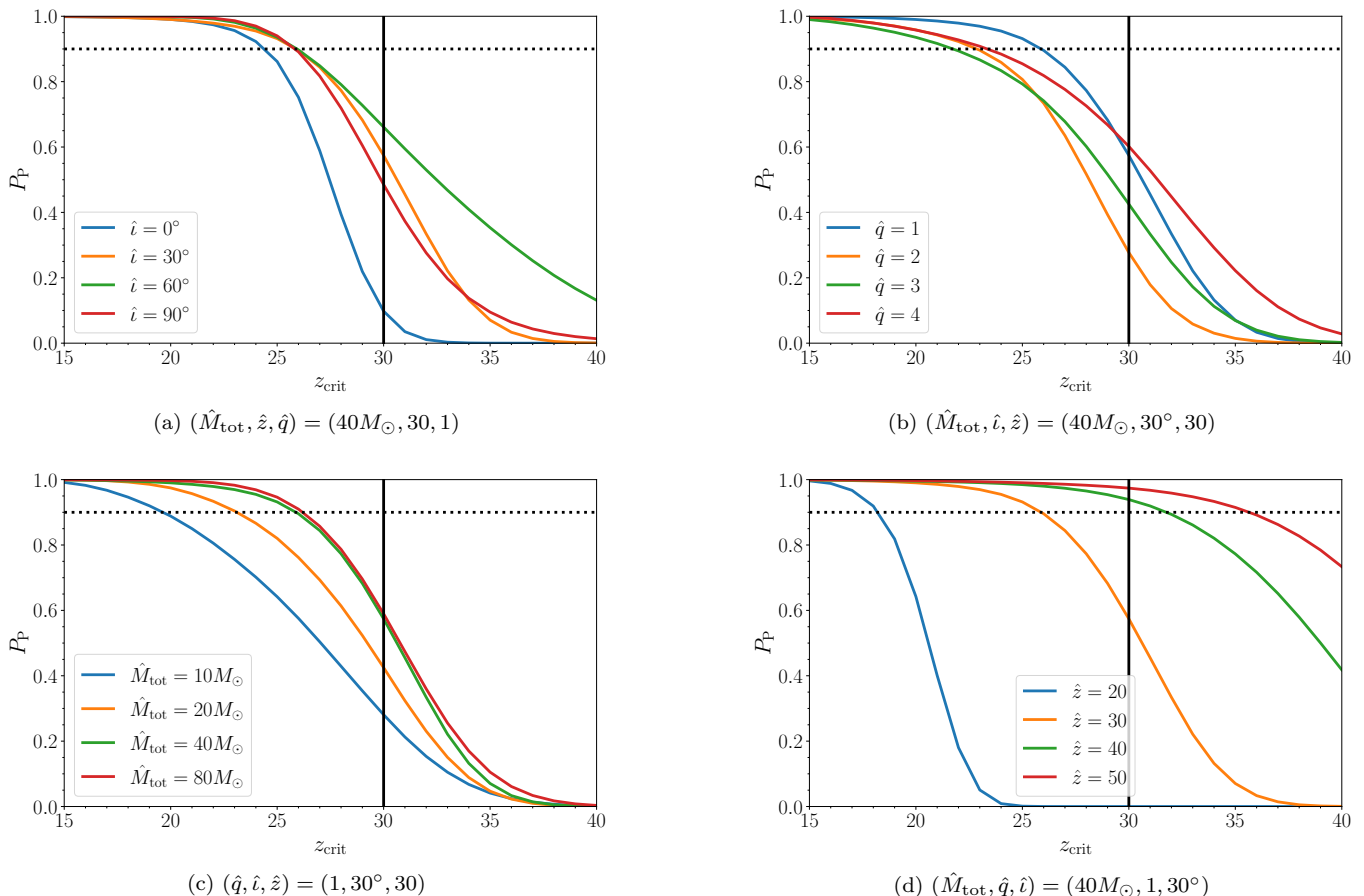 1.0
0.8
0.6
0.4
0.2
0.0
P_P
ι̂ = 0°
ι̂ = 30°
ι̂ = 60°
ι̂ = 90°
15 20 25 30 35 40
z_crit
(a) (M̂_tot, ẑ, q̂) = (40M_⊙, 30, 1)
1.0
0.8
0.6
0.4
0.2
0.0
P_P
q̂ = 1
q̂ = 2
q̂ = 3
q̂ = 4
15 20 25 30 35 40
z_crit
(b) (M̂_tot, ι̂, ẑ) = (40M_⊙, 30°, 30)
1.0
0.8
0.6
0.4
0.2
0.0
P_P
M̂_tot = 10M_⊙
M̂_tot = 20M_⊙
M̂_tot = 40M_⊙
M̂_tot = 80M_⊙
15 20 25 30 35 40
z_crit
(c) (q̂, ι̂, ẑ) = (1, 30°, 30)
1.0
0.8
0.6
0.4
0.2
0.0
P_P
ẑ = 20
ẑ = 30
ẑ = 40
ẑ = 50
15 20 25 30 35 40
z_crit
(d) (M̂_tot, q̂, ι̂) = (40M_⊙, 1, 30°)